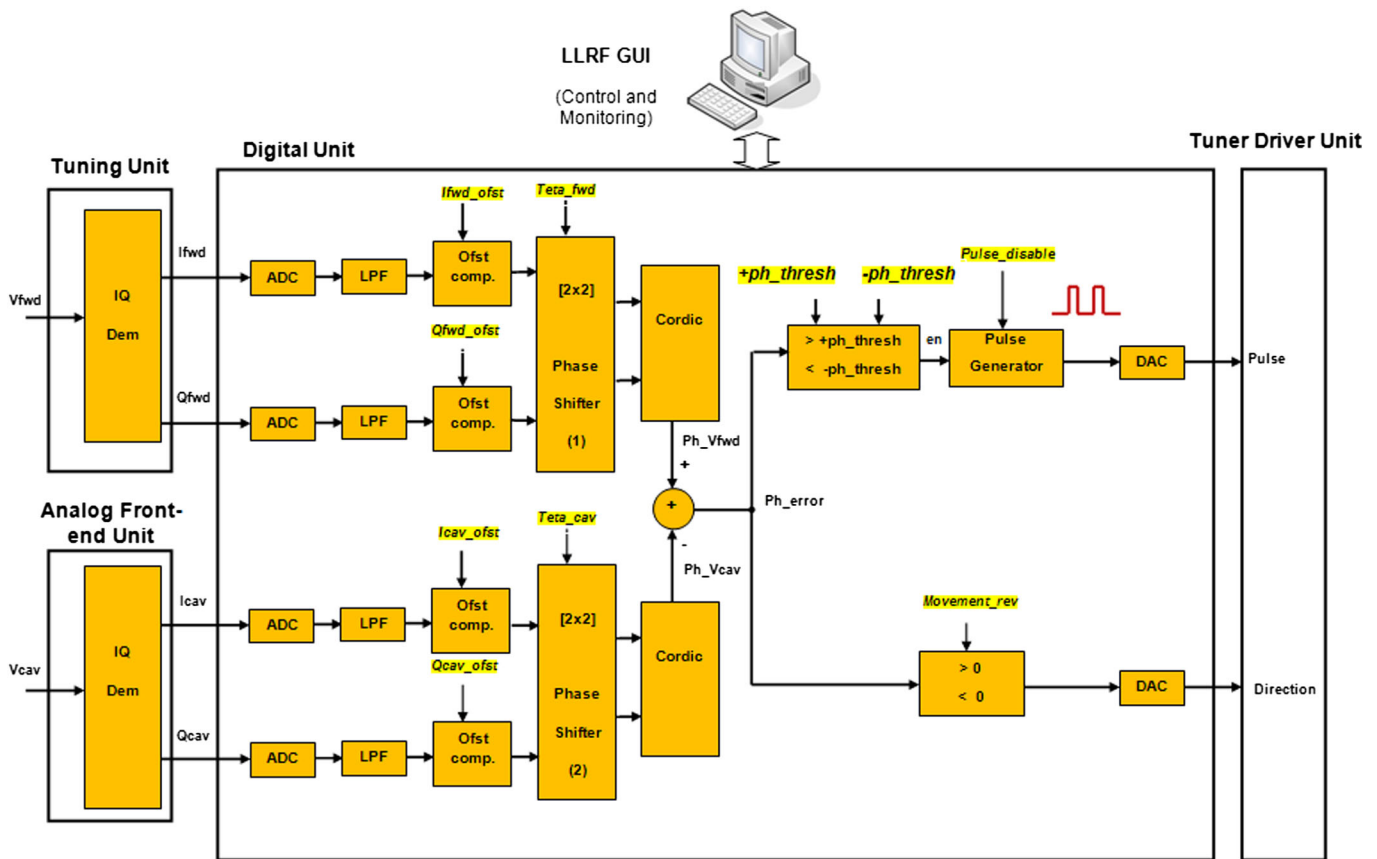 LLRF GUI
(Control and
Monitoring)
Tuning Unit
Digital Unit
Tuner Driver Unit
Vfwd
IQ
Dem
Ifwd
Qfwd
ADC
LPF
Ifwd_ofst
Ofst
comp.
Qfwd_ofst
ADC
LPF
Ofst
comp.
Teta_fwd
[2x2]
Phase
Shifter
(1)
Cordic
Ph_Vfwd
+
+
-
Ph_Vcav
Ph_error
+ph_thresh
-ph_thresh
> +ph_thresh
< -ph_thresh
en
Pulse_disable
Pulse
Generator
DAC
Pulse
Analog Front-
end Unit
Vcav
IQ
Dem
Icav
Qcav
ADC
LPF
Icav_ofst
Ofst
comp.
Qcav_ofst
ADC
LPF
Ofst
comp.
Teta_cav
[2x2]
Phase
Shifter
(2)
Cordic
Movement_rev
> 0
< 0
DAC
Direction